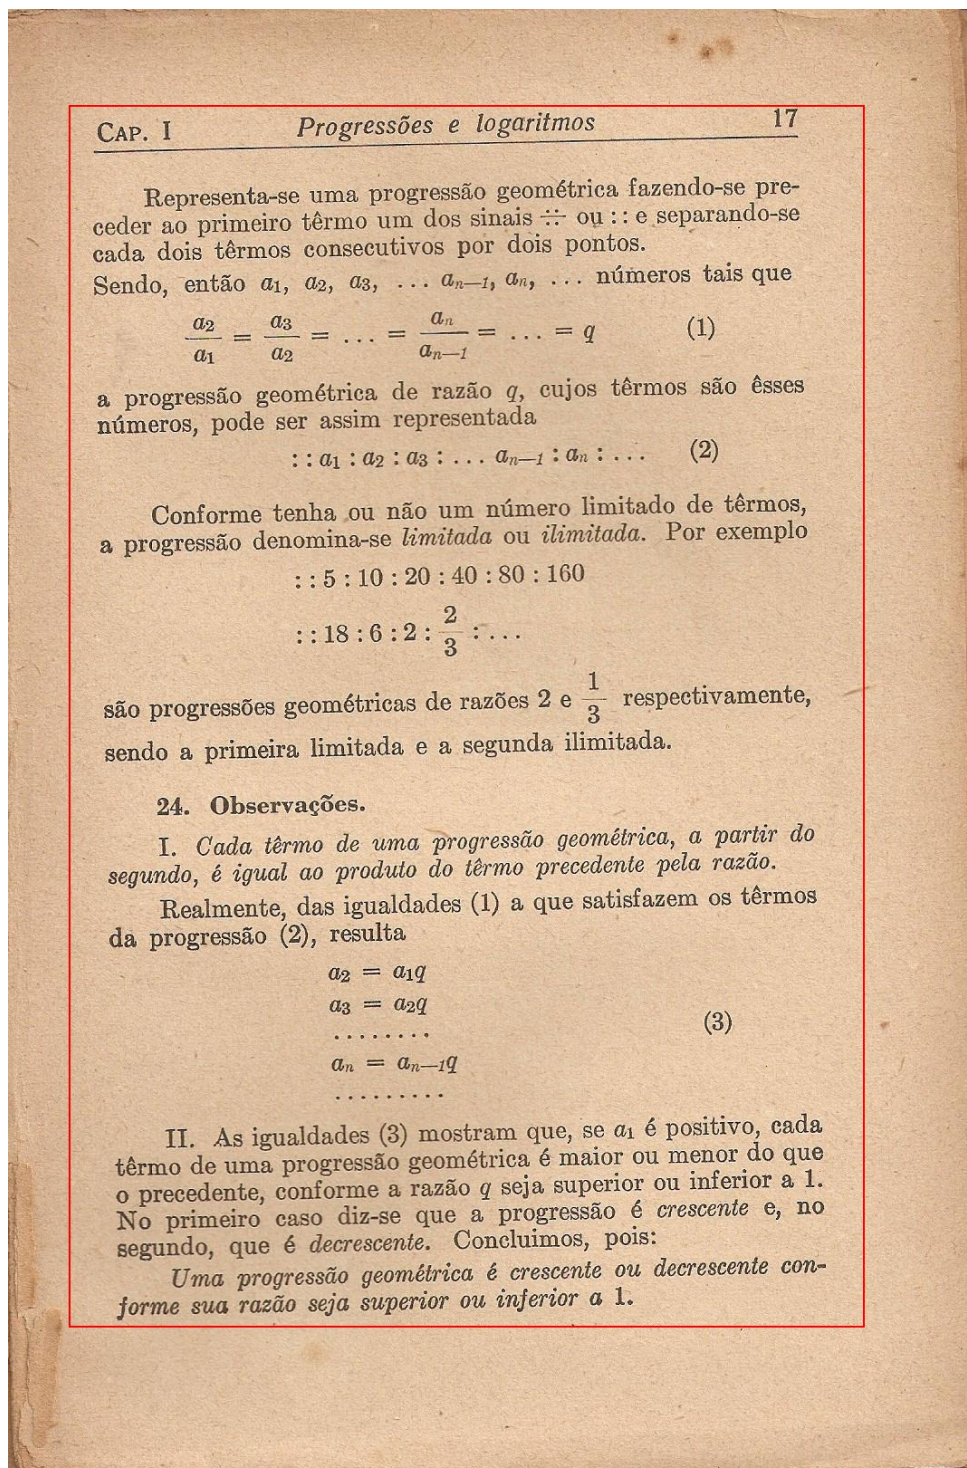 CAP. I Progressões e logaritmos 17
Representa-se uma progressão geométrica fazendo-se pre-
ceder ao primeiro têrmo um dos sinais ∺ ou : : e separando-se
cada dois têrmos consecutivos por dois pontos.
Sendo, então a1, a2, a3, ... an—1, an, ... números tais que
a2/a1 = a3/a2 = ... = an/an—1 = ... = q (1)
a progressão geométrica de razão q, cujos têrmos são êsses
números, pode ser assim representada
: : a1 : a2 : a3 : ... an—1 : an : ... (2)
Conforme tenha ou não um número limitado de têrmos,
a progressão denomina-se limitada ou ilimitada. Por exemplo
: : 5 : 10 : 20 : 40 : 80 : 160
: : 18 : 6 : 2 : 2/3 : ...
são progressões geométricas de razões 2 e 1/3 respectivamente,
sendo a primeira limitada e a segunda ilimitada.
24. Observações.
I. Cada têrmo de uma progressão geométrica, a partir do
segundo, é igual ao produto do têrmo precedente pela razão.
Realmente, das igualdades (1) a que satisfazem os têrmos
da progressão (2), resulta
a2 = a1q
a3 = a2q
........ (3)
an = an—1q
.........
II. As igualdades (3) mostram que, se a1 é positivo, cada
têrmo de uma progressão geométrica é maior ou menor do que
o precedente, conforme a razão q seja superior ou inferior a 1.
No primeiro caso diz-se que a progressão é crescente e, no
segundo, que é decrescente. Concluimos, pois:
Uma progressão geométrica é crescente ou decrescente con-
forme sua razão seja superior ou inferior a 1.